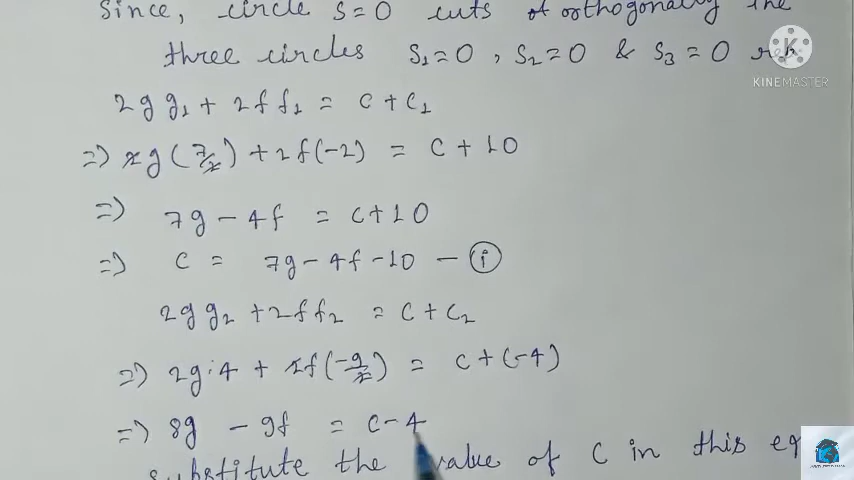 Since, circle S=0 cuts orthogonally the
three circles S₁=0, S₂=0 & S₃=0
KINEMASTER
2gg₁ + 2ff₁ = c + c₁
=) 2g(7/2) + 2f(-2) = c + 10
=) 7g - 4f = c + 10
=) c = 7g - 4f - 10 - (i)
2gg₂ + 2ff₂ = c + c₂
=) 2g·4 + 2f(-9/2) = c + (-4)
=) 8g - 9f = c - 4
substitute the value of c in this